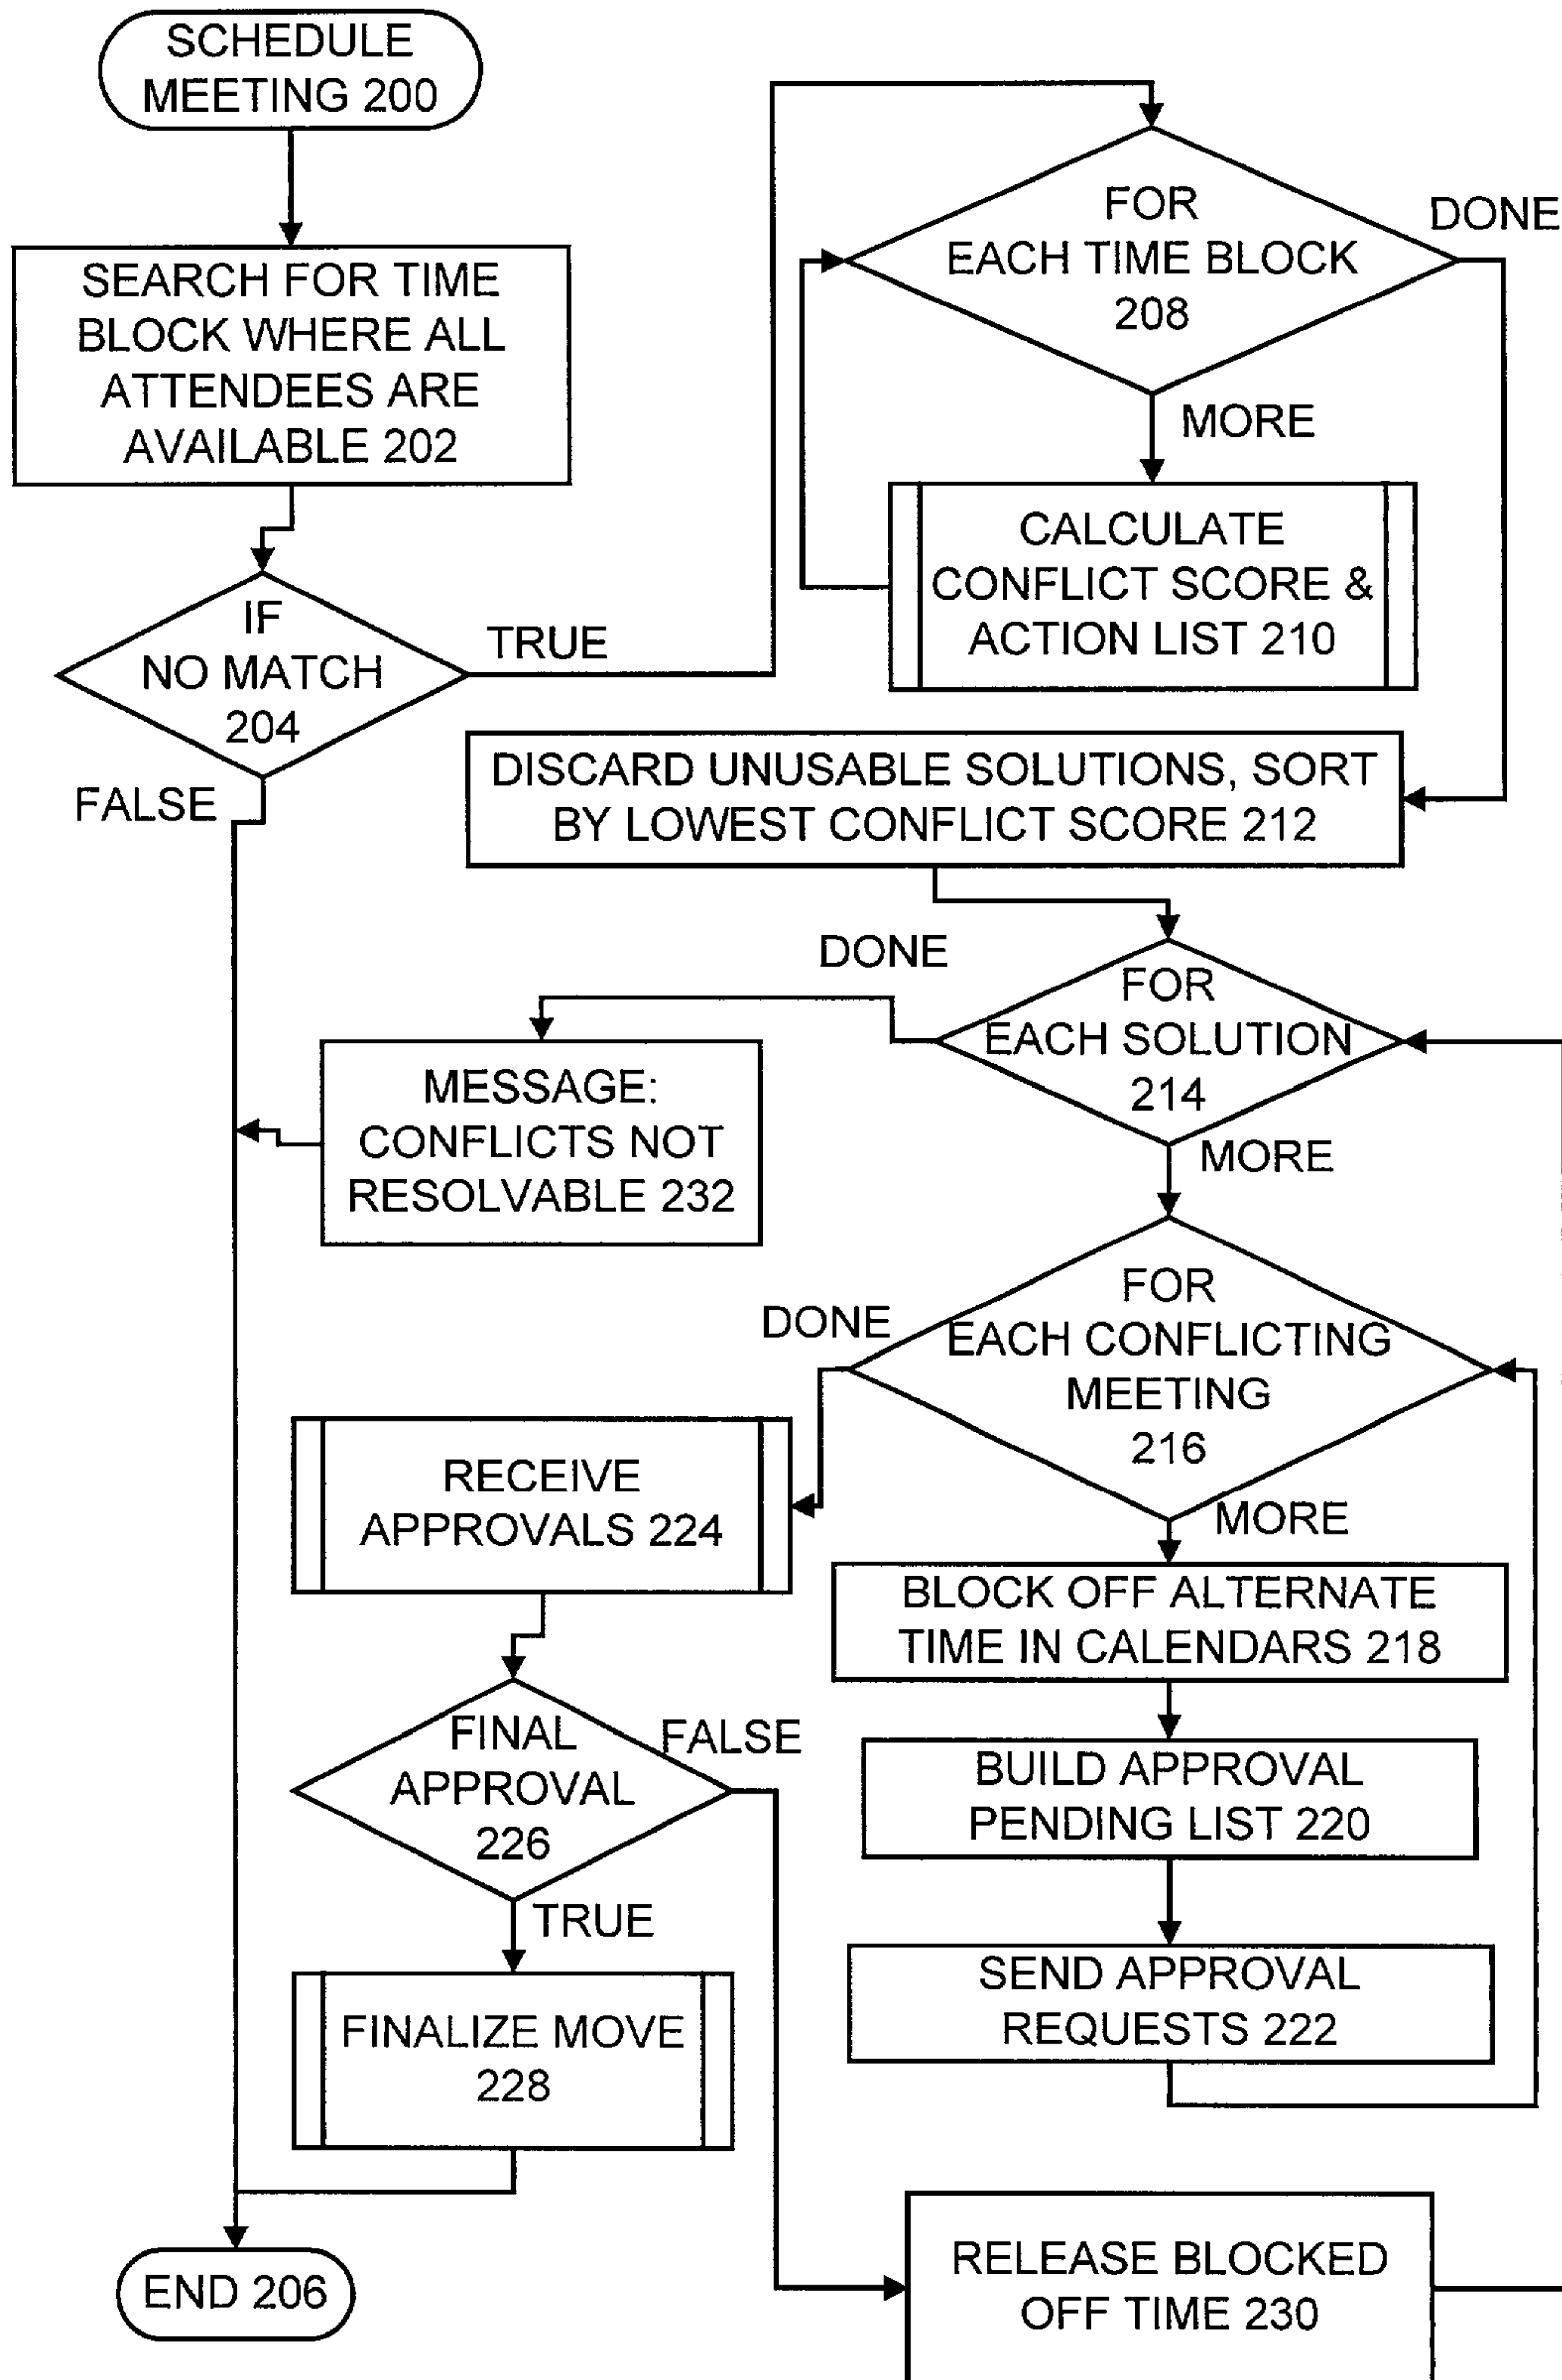 SCHEDULE
MEETING 200
SEARCH FOR TIME
BLOCK WHERE ALL
ATTENDEES ARE
AVAILABLE 202
IF
NO MATCH
204
TRUE
FALSE
FOR
EACH TIME BLOCK
208
DONE
MORE
CALCULATE
CONFLICT SCORE &
ACTION LIST 210
DISCARD UNUSABLE SOLUTIONS, SORT
BY LOWEST CONFLICT SCORE 212
DONE
FOR
EACH SOLUTION
214
MESSAGE:
CONFLICTS NOT
RESOLVABLE 232
MORE
FOR
EACH CONFLICTING
MEETING
216
DONE
MORE
RECEIVE
APPROVALS 224
BLOCK OFF ALTERNATE
TIME IN CALENDARS 218
FINAL
APPROVAL
226
FALSE
BUILD APPROVAL
PENDING LIST 220
TRUE
SEND APPROVAL
REQUESTS 222
FINALIZE MOVE
228
RELEASE BLOCKED
OFF TIME 230
END 206